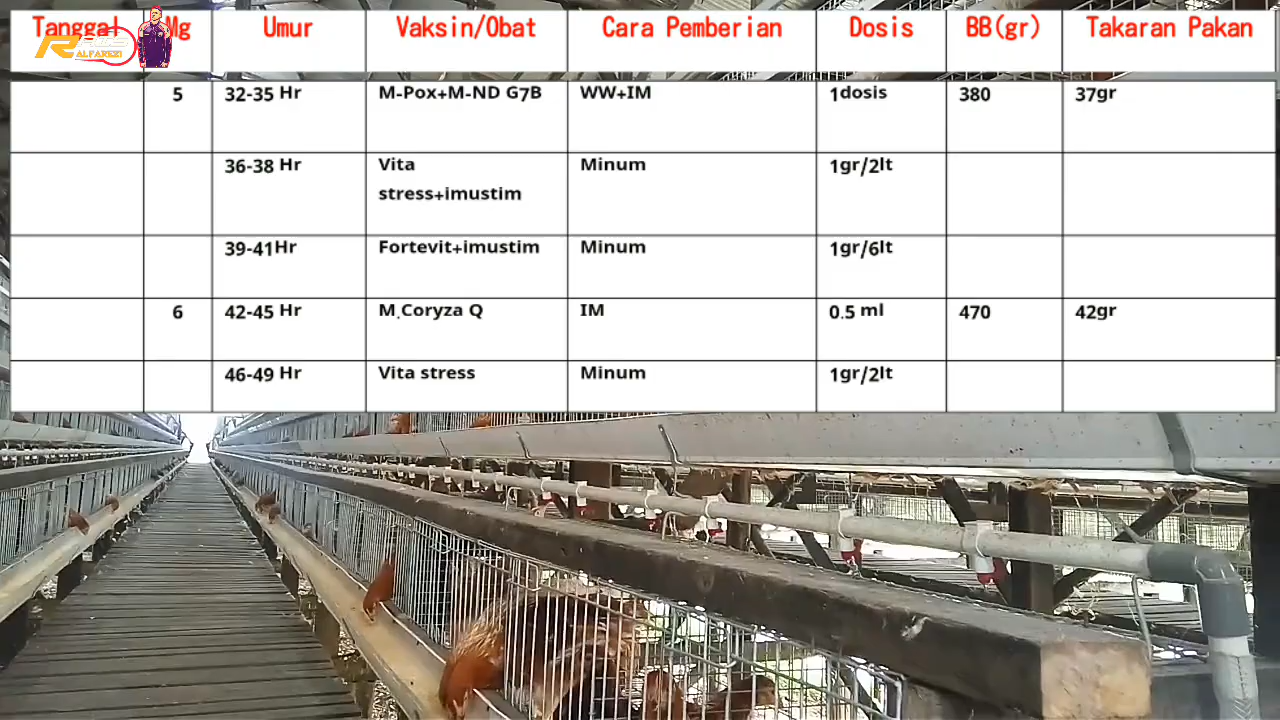 Tanggal Mg Umur Vaksin/Obat Cara Pemberian Dosis BB(gr) Takaran Pakan
ALFAREZI
5 32-35 Hr M-Pox+M-ND G7B WW+IM 1dosis 380 37gr
36-38 Hr Vita Minum 1gr/2lt
stress+imustim
39-41Hr Fortevit+imustim Minum 1gr/6lt
6 42-45 Hr M.Coryza Q IM 0.5 ml 470 42gr
46-49 Hr Vita stress Minum 1gr/2lt